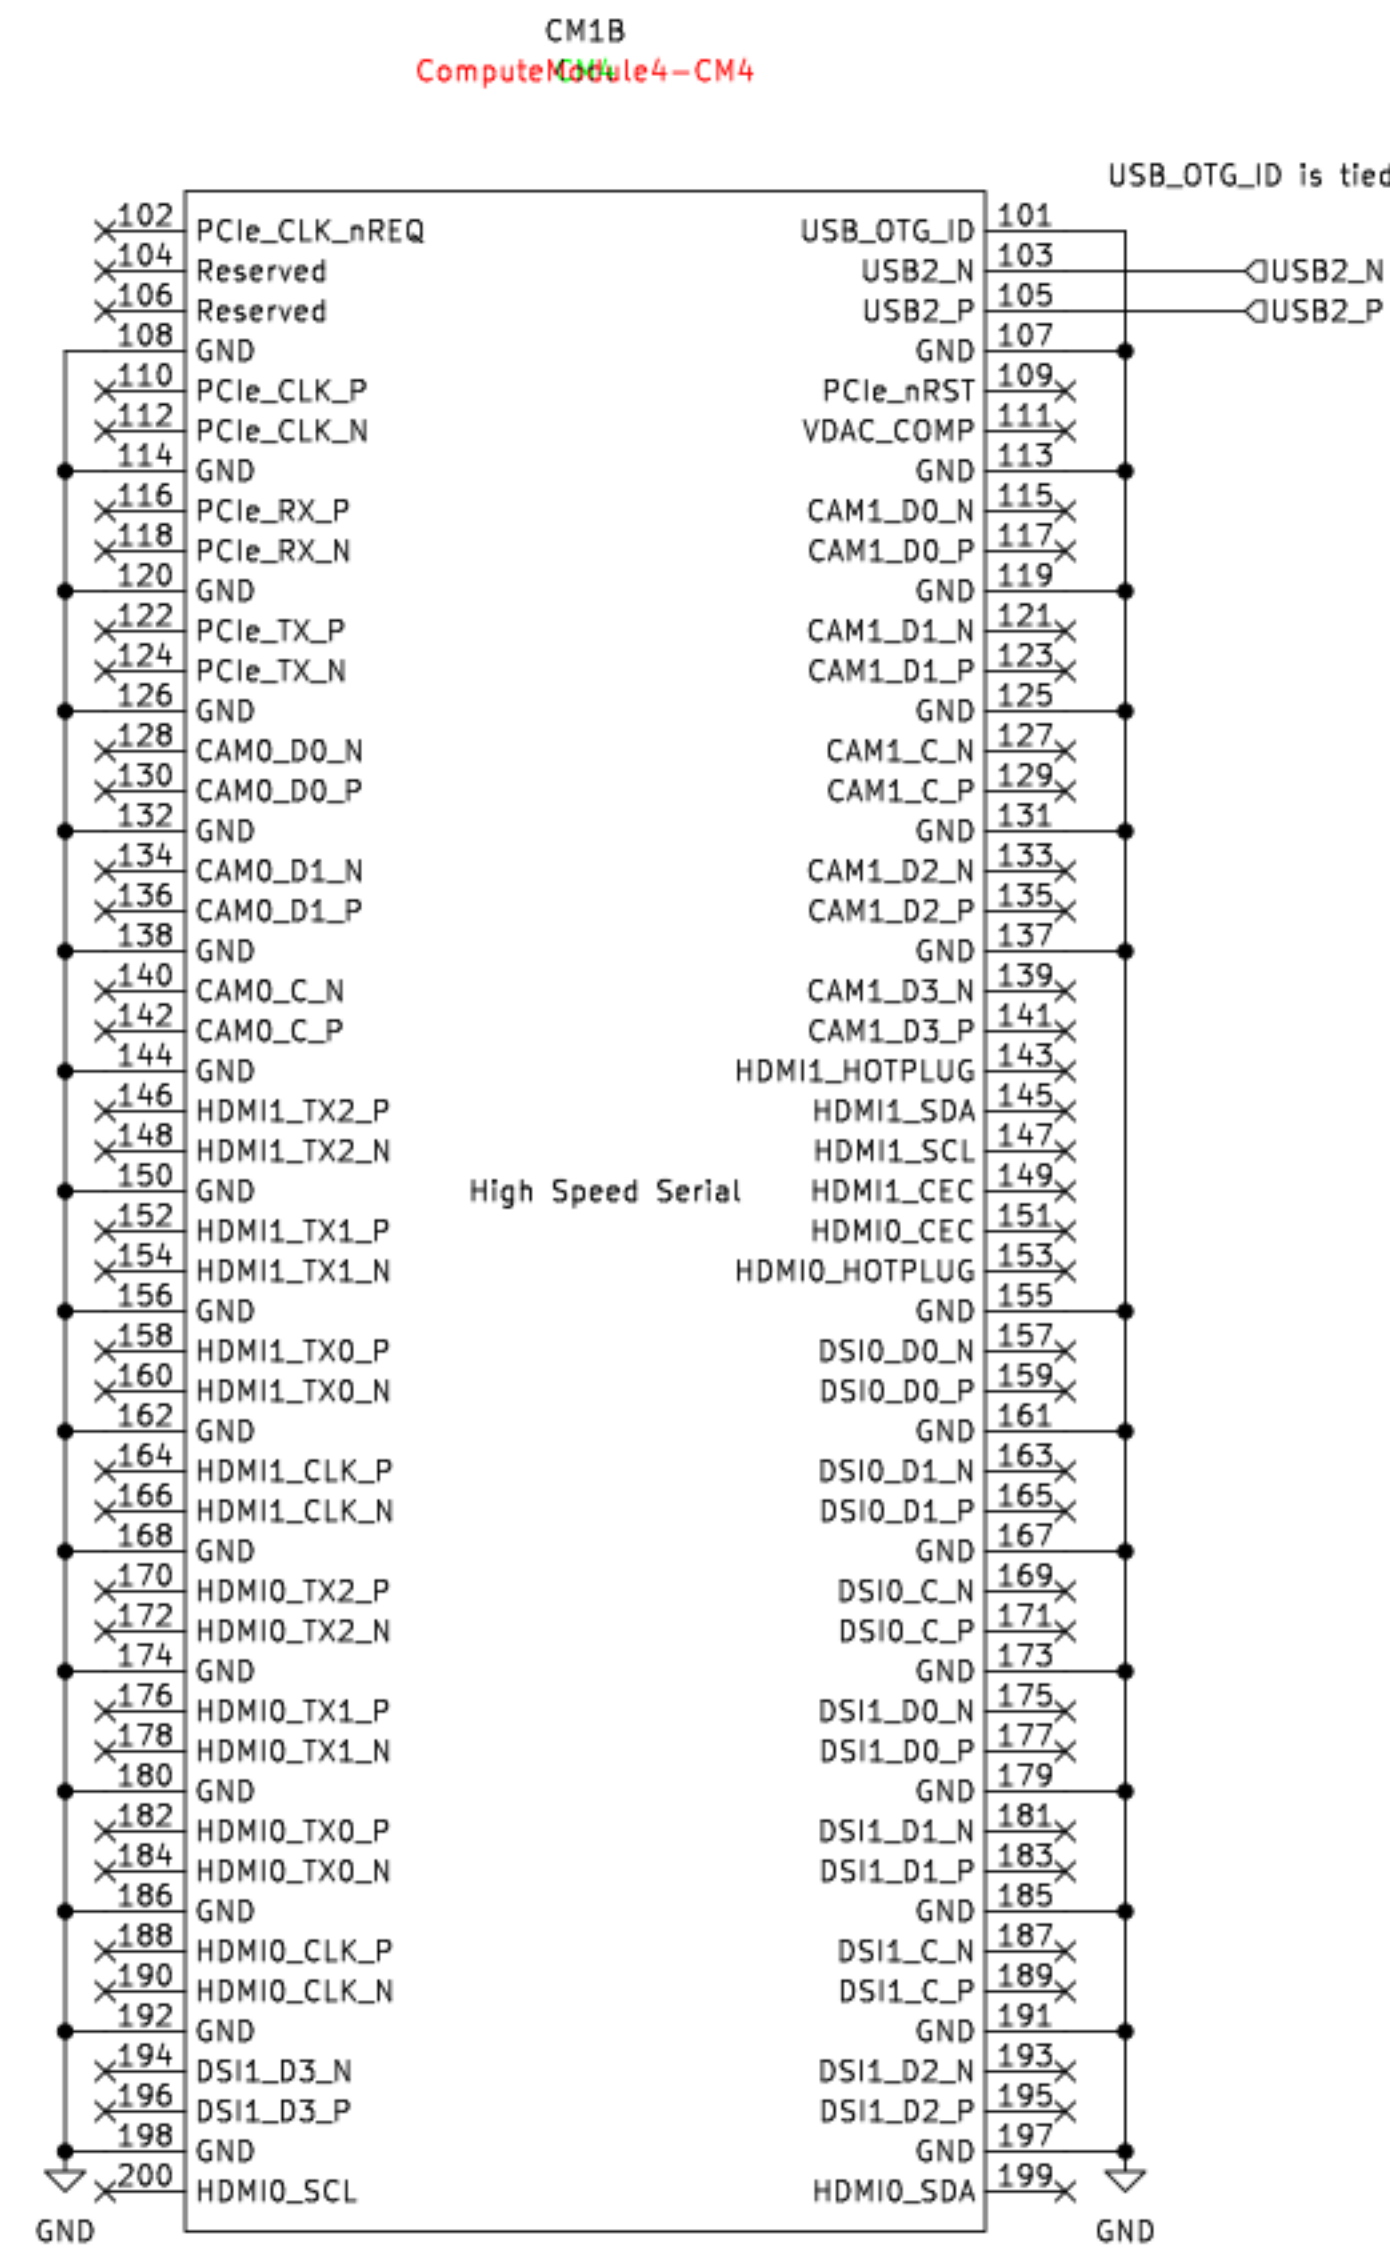 CM1B
ComputeModule4-CM4
CM4
USB_OTG_ID is tied
102 PCIe_CLK_nREQ USB_OTG_ID 101
104 Reserved USB2_N 103 USB2_N
106 Reserved USB2_P 105 USB2_P
108 GND GND 107
110 PCIe_CLK_P PCIe_nRST 109
112 PCIe_CLK_N VDAC_COMP 111
114 GND GND 113
116 PCIe_RX_P CAM1_D0_N 115
118 PCIe_RX_N CAM1_D0_P 117
120 GND GND 119
122 PCIe_TX_P CAM1_D1_N 121
124 PCIe_TX_N CAM1_D1_P 123
126 GND GND 125
128 CAM0_D0_N CAM1_C_N 127
130 CAM0_D0_P CAM1_C_P 129
132 GND GND 131
134 CAM0_D1_N CAM1_D2_N 133
136 CAM0_D1_P CAM1_D2_P 135
138 GND GND 137
140 CAM0_C_N CAM1_D3_N 139
142 CAM0_C_P CAM1_D3_P 141
144 GND HDMI1_HOTPLUG 143
146 HDMI1_TX2_P HDMI1_SDA 145
148 HDMI1_TX2_N HDMI1_SCL 147
150 GND High Speed Serial HDMI1_CEC 149
152 HDMI1_TX1_P HDMI0_CEC 151
154 HDMI1_TX1_N HDMI0_HOTPLUG 153
156 GND GND 155
158 HDMI1_TX0_P DSI0_D0_N 157
160 HDMI1_TX0_N DSI0_D0_P 159
162 GND GND 161
164 HDMI1_CLK_P DSI0_D1_N 163
166 HDMI1_CLK_N DSI0_D1_P 165
168 GND GND 167
170 HDMI0_TX2_P DSI0_C_N 169
172 HDMI0_TX2_N DSI0_C_P 171
174 GND GND 173
176 HDMI0_TX1_P DSI1_D0_N 175
178 HDMI0_TX1_N DSI1_D0_P 177
180 GND GND 179
182 HDMI0_TX0_P DSI1_D1_N 181
184 HDMI0_TX0_N DSI1_D1_P 183
186 GND GND 185
188 HDMI0_CLK_P DSI1_C_N 187
190 HDMI0_CLK_N DSI1_C_P 189
192 GND GND 191
194 DSI1_D3_N DSI1_D2_N 193
196 DSI1_D3_P DSI1_D2_P 195
198 GND GND 197
200 HDMI0_SCL HDMI0_SDA 199
GND GND